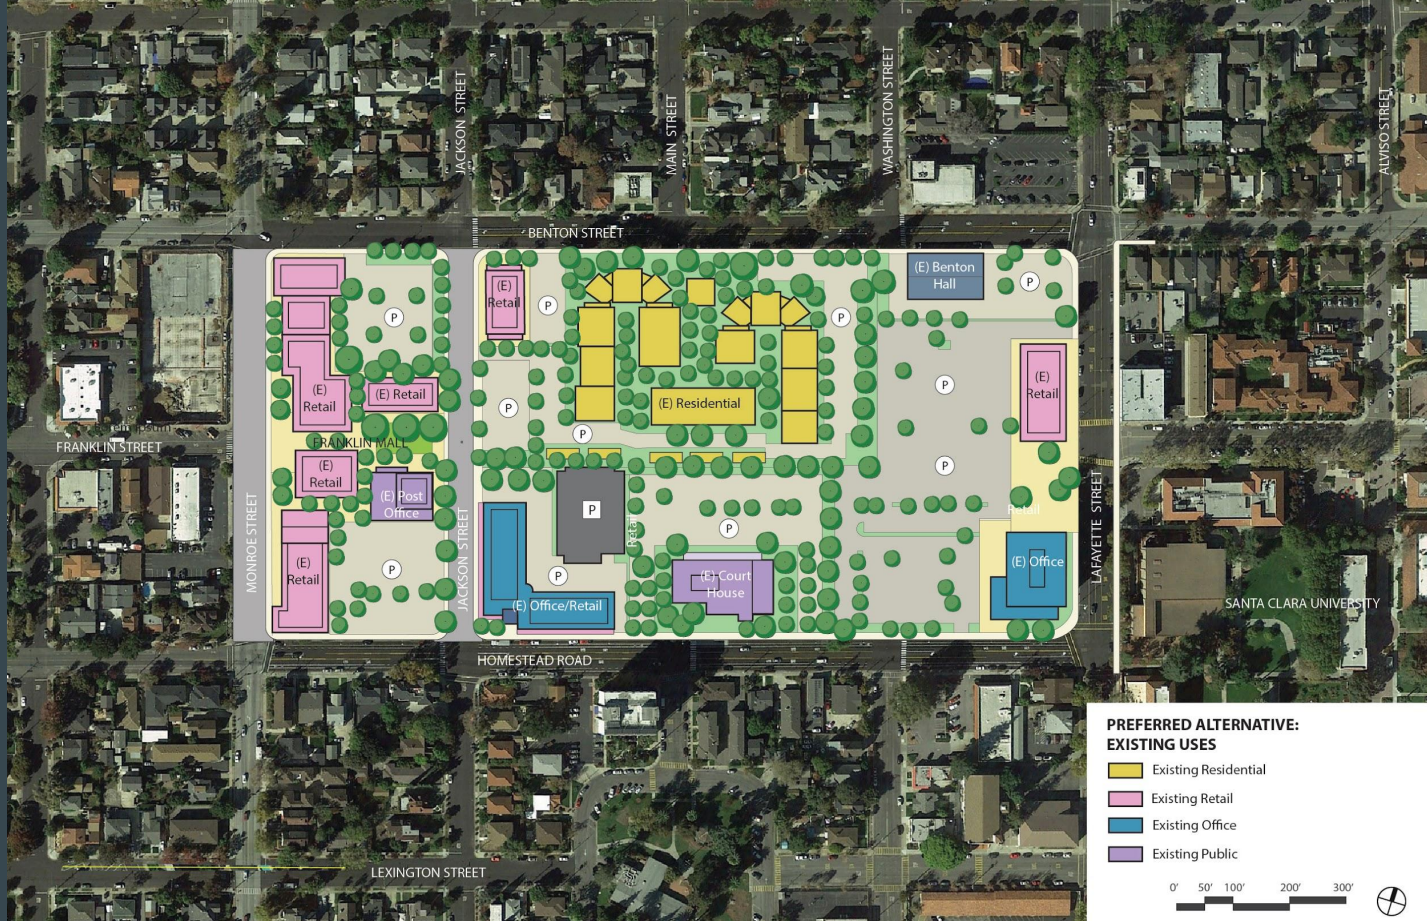 JACKSON STREET
MAIN STREET
WASHINGTON STREET
ALVISO STREET
BENTON STREET
(E)
Retail
P
P
(E) Benton
Hall
P
P
(E)
Retail
(E) Retail
P
(E) Residential
P
(E)
Retail
FRANKLIN STREET
FRANKLIN MALL
P
P
(E)
Retail
(E) Post
Office
MONROE STREET
JACKSON STREET
P
Retail
P
Retail
LAFAYETTE STREET
(E)
Retail
P
P
(E) Court
House
(E) Office
(E) Office/Retail
SANTA CLARA UNIVERSITY
HOMESTEAD ROAD
LEXINGTON STREET
PREFERRED ALTERNATIVE:
EXISTING USES
Existing Residential
Existing Retail
Existing Office
Existing Public
0' 50' 100' 200' 300'